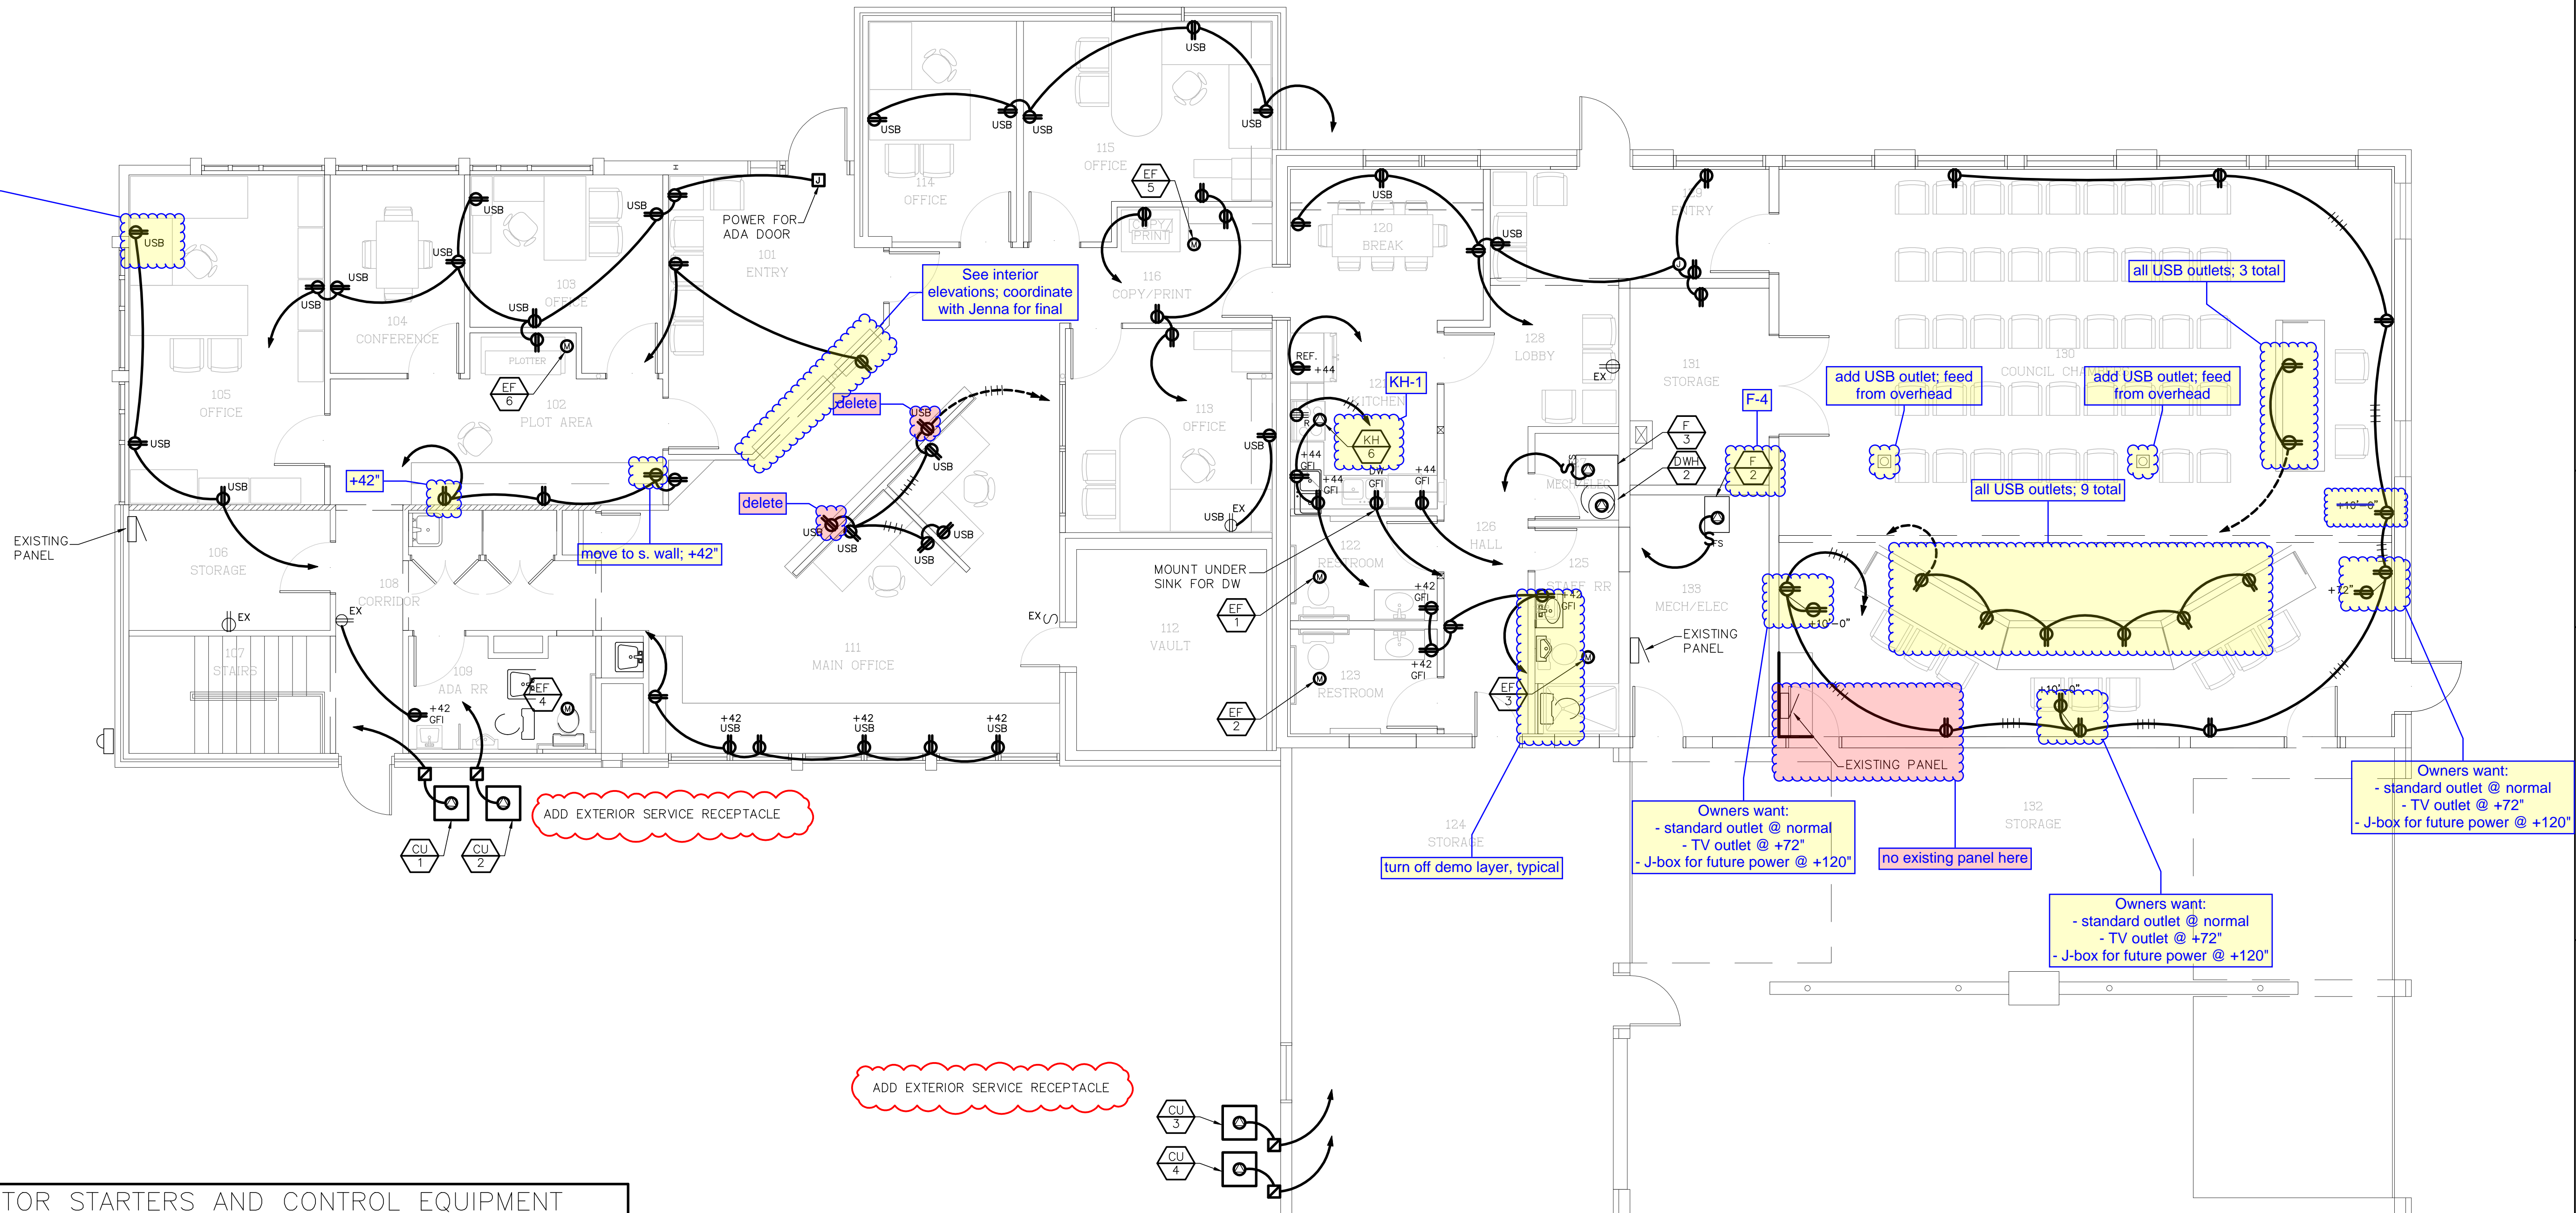 USB
USB
USB
USB
USB
115
OFFICE
EF
5
114
OFFICE
POWER FOR
ADA DOOR
J
USB
USB
USB
USB
USB
USB
USB
USB
103
OFFICE
104
CONFERENCE
101
ENTRY
COPY/
PRINT
M
116
COPY/PRINT
See interior
elevations; coordinate
with Jenna for final
USB
120
BREAK
USB
J
ENTRY
all USB outlets; 3 total
PLOTTER
M
EF
6
102
PLOT AREA
105
OFFICE
USB
USB
delete
USB
USB
delete
USB
USB
USB
USB
113
OFFICE
USB
USB
EX
REF.
+44
121
KITCHEN
KH-1
KH
6
R
+44
GFI
+44
GFI
DW
GFI
+44
GFI
128
LOBBY
EX
131
STORAGE
F
3
DWH
2
MECH/ELEC
F-4
F
2
FS
130
COUNCIL CHAM
add USB outlet; feed
from overhead
add USB outlet; feed
from overhead
all USB outlets; 9 total
+10'-0"
+72"
+42"
move to s. wall; +42"
EXISTING
PANEL
106
STORAGE
EX
107
STAIRS
108
CORRIDOR
EX
109
ADA RR
EF
4
M
+42
GFI
111
MAIN OFFICE
EX
112
VAULT
+42
USB
+42
USB
+42
USB
MOUNT UNDER
SINK FOR DW
122
RESTROOM
M
EF
1
123
RESTROOM
M
EF
2
+42
GFI
+42
GFI
126
HALL
125
STAFF RR
+42
GFI
M
EF
3
133
MECH/ELEC
EXISTING
PANEL
+10'-0"
+10'-0"
EXISTING PANEL
CU
1
CU
2
ADD EXTERIOR SERVICE RECEPTACLE
124
STORAGE
turn off demo layer, typical
Owners want:
- standard outlet @ normal
- TV outlet @ +72"
- J-box for future power @ +120"
no existing panel here
132
STORAGE
Owners want:
- standard outlet @ normal
- TV outlet @ +72"
- J-box for future power @ +120"
Owners want:
- standard outlet @ normal
- TV outlet @ +72"
- J-box for future power @ +120"
ADD EXTERIOR SERVICE RECEPTACLE
CU
3
CU
4
TOR STARTERS AND CONTROL EQUIPMENT